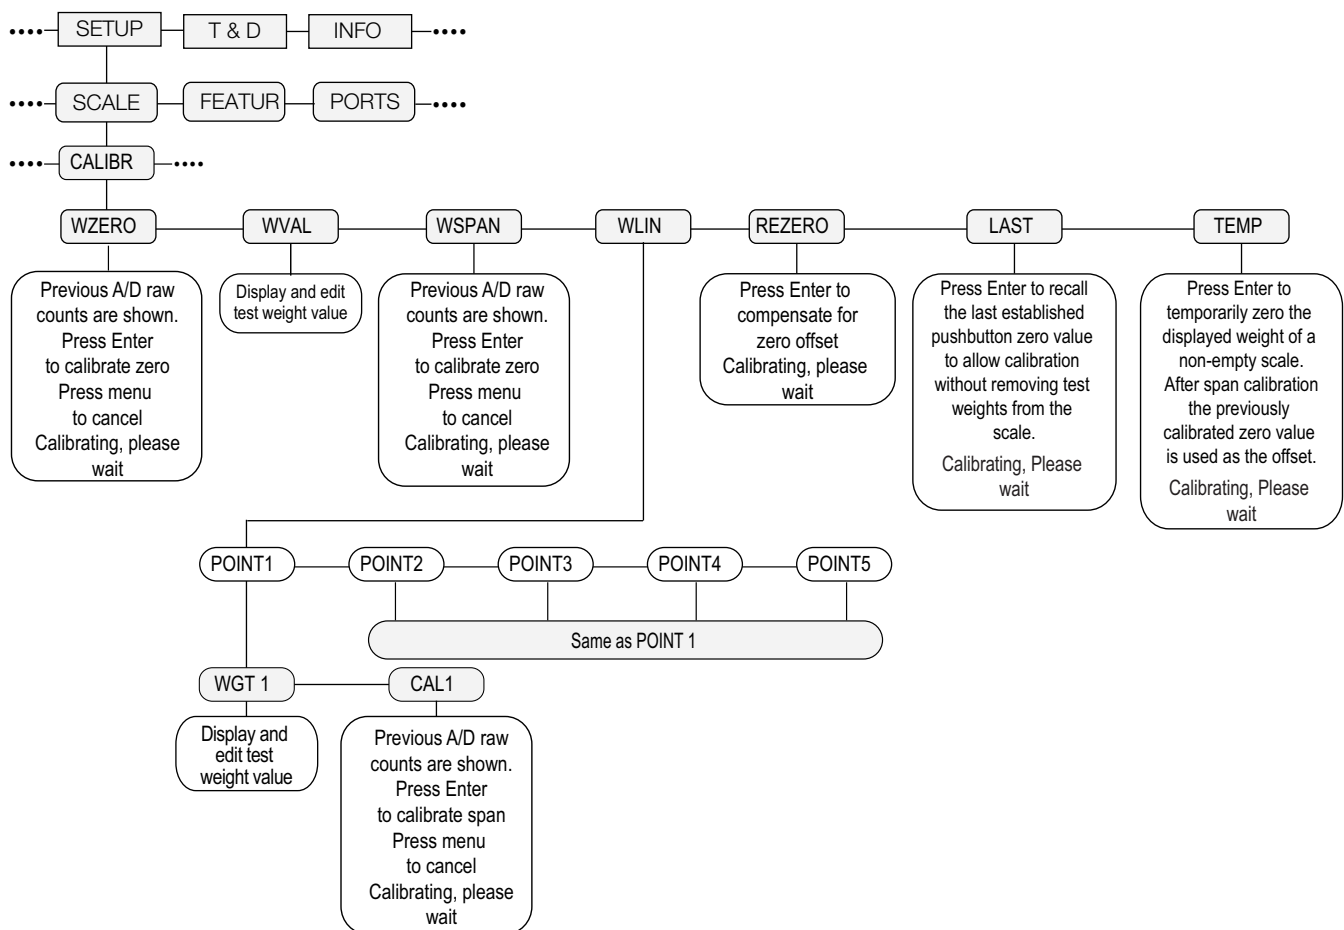 SETUP
T & D
INFO
SCALE
FEATUR
PORTS
CALIBR
WZERO
WVAL
WSPAN
WLIN
REZERO
LAST
TEMP
Previous A/D raw
counts are shown.
Press Enter
to calibrate zero
Press menu
to cancel
Calibrating, please
wait
Display and edit
test weight value
Previous A/D raw
counts are shown.
Press Enter
to calibrate zero
Press menu
to cancel
Calibrating, please
wait
Press Enter to
compensate for
zero offset
Calibrating, please
wait
Press Enter to recall
the last established
pushbutton zero value
to allow calibration
without removing test
weights from the
scale.
Calibrating, Please
wait
Press Enter to
temporarily zero the
displayed weight of a
non-empty scale.
After span calibration
the previously
calibrated zero value
is used as the offset.
Calibrating, Please
wait
POINT1
POINT2
POINT3
POINT4
POINT5
Same as POINT 1
WGT 1
CAL1
Display and
edit test
weight value
Previous A/D raw
counts are shown.
Press Enter
to calibrate span
Press menu
to cancel
Calibrating, please
wait